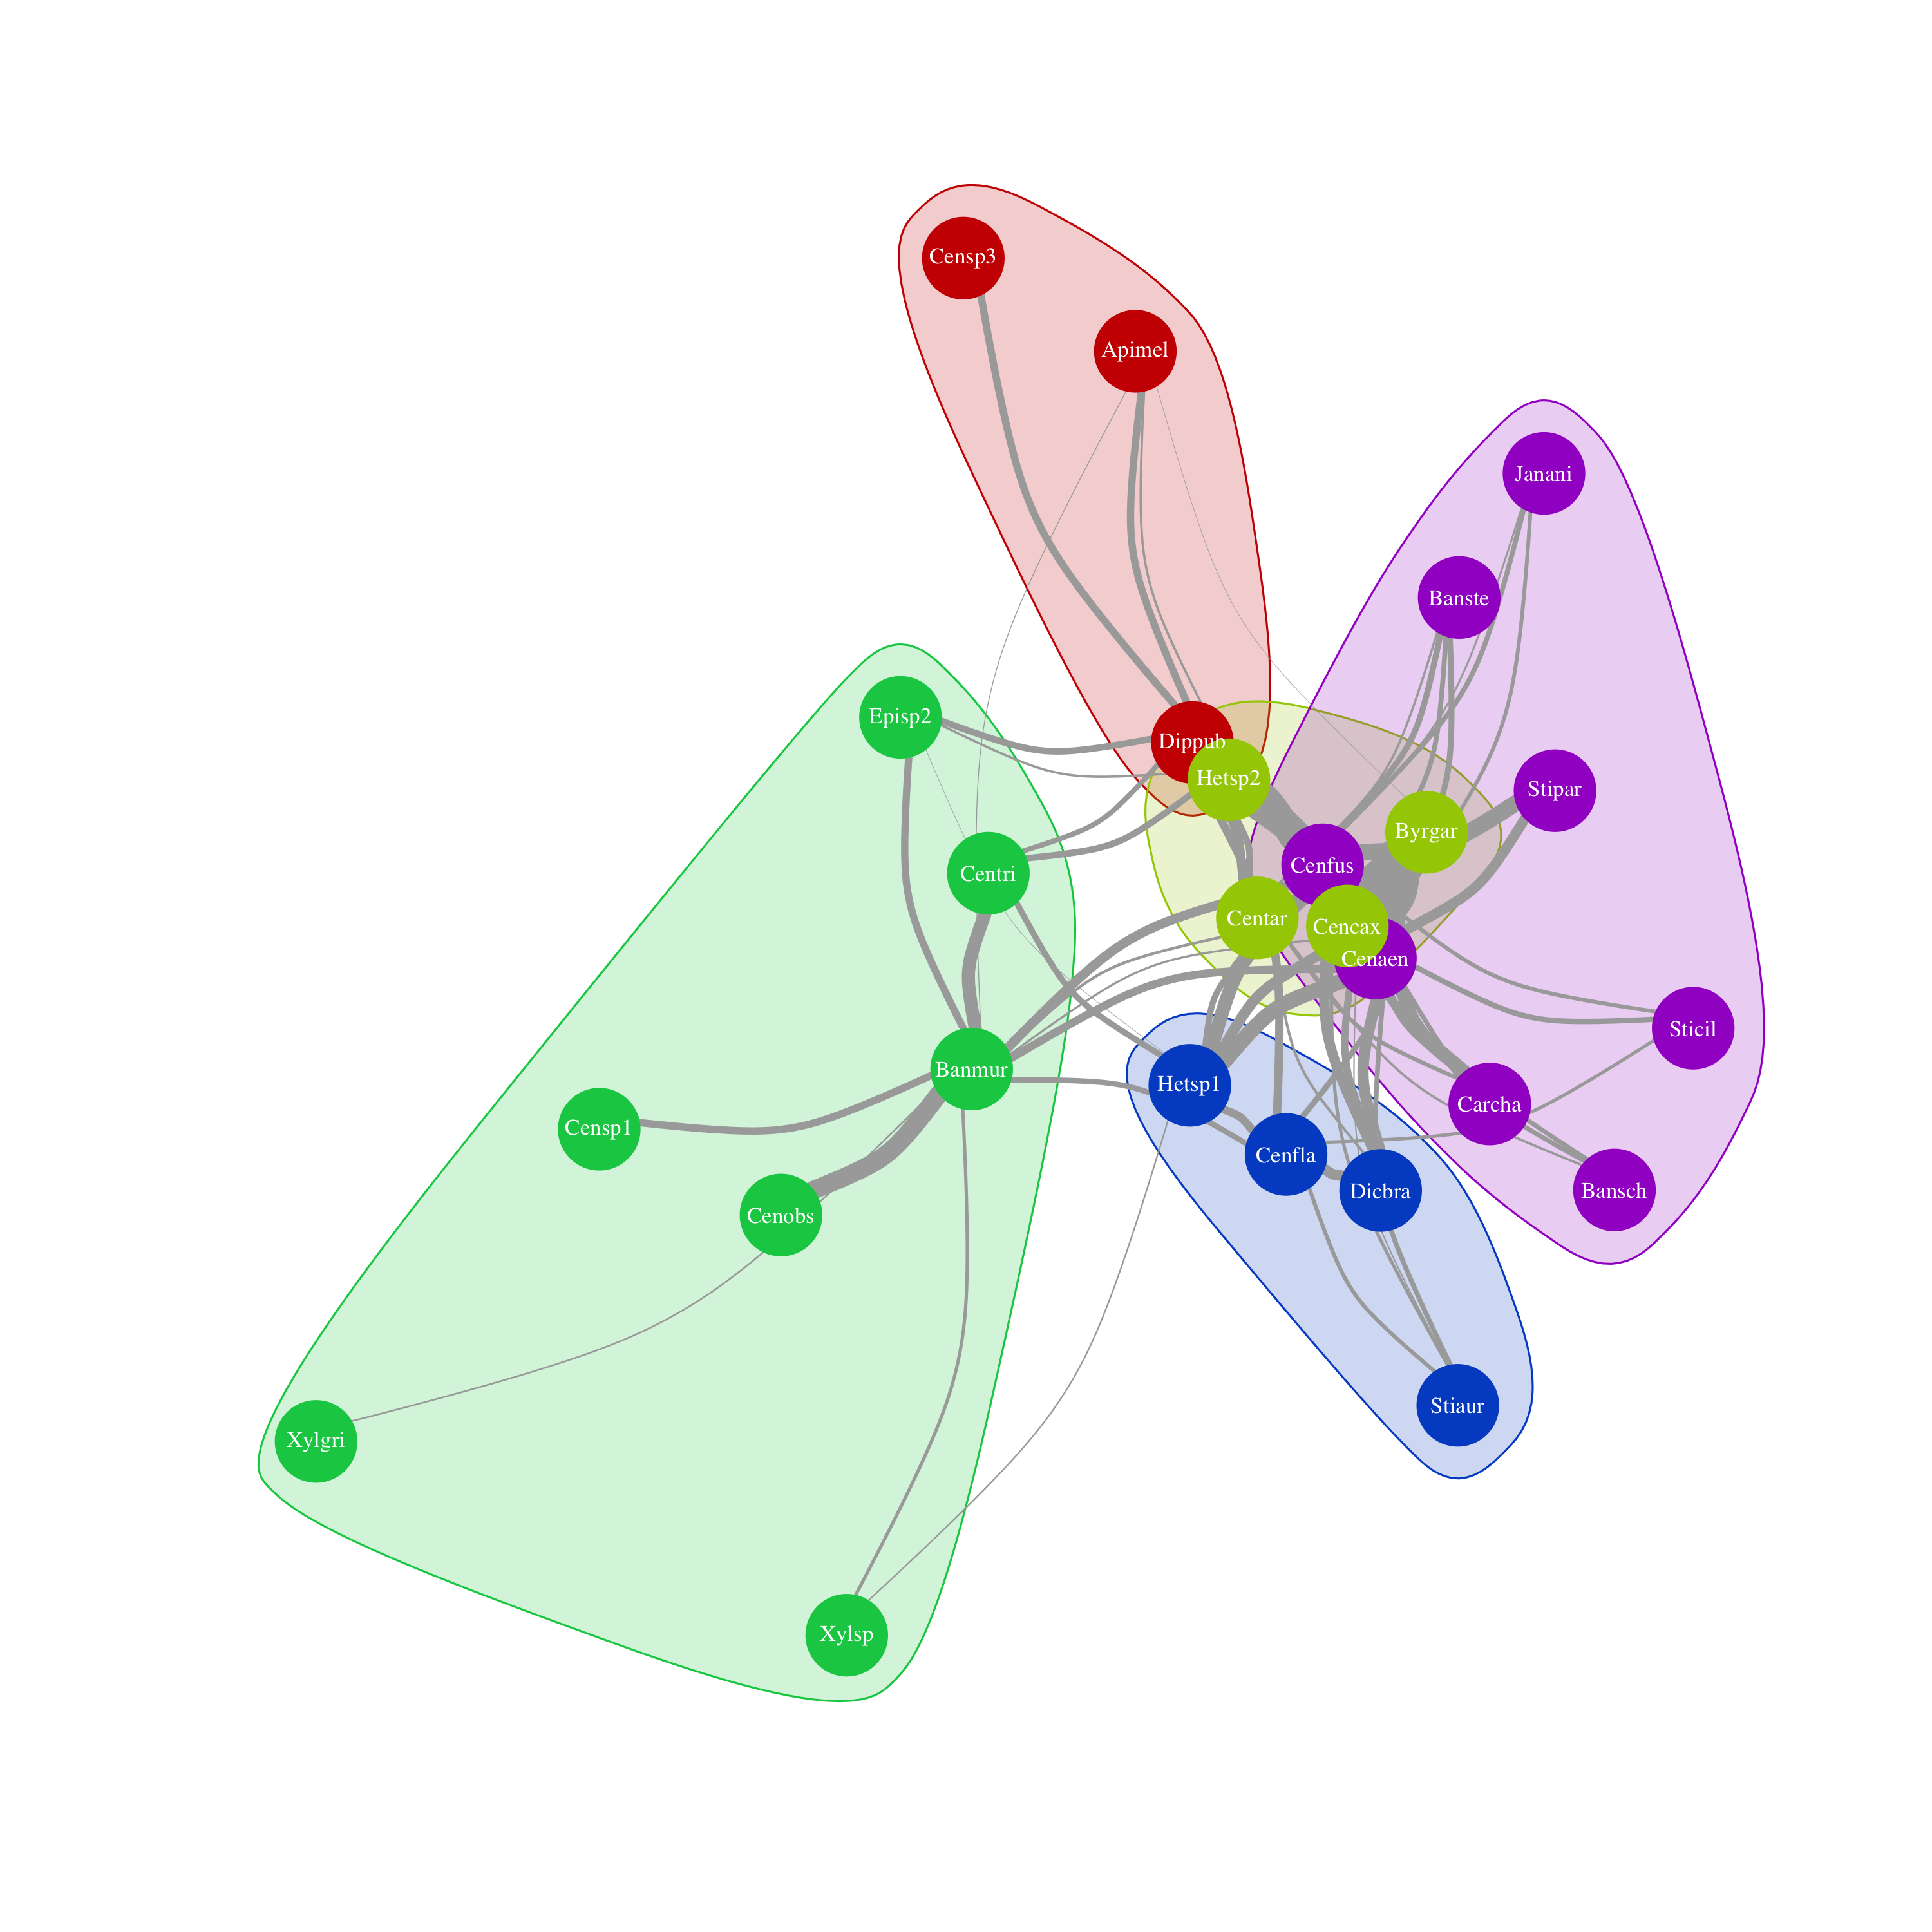 Censp3
Apimel
Janani
Banste
Episp2
Dippub
Hetsp2
Stipar
Byrgar
Cenfus
Centri
Centar
Cencax
Cenaen
Sticil
Banmur
Hetsp1
Carcha
Censp1
Cenfla
Dicbra
Bansch
Cenobs
Stiaur
Xylgri
Xylsp